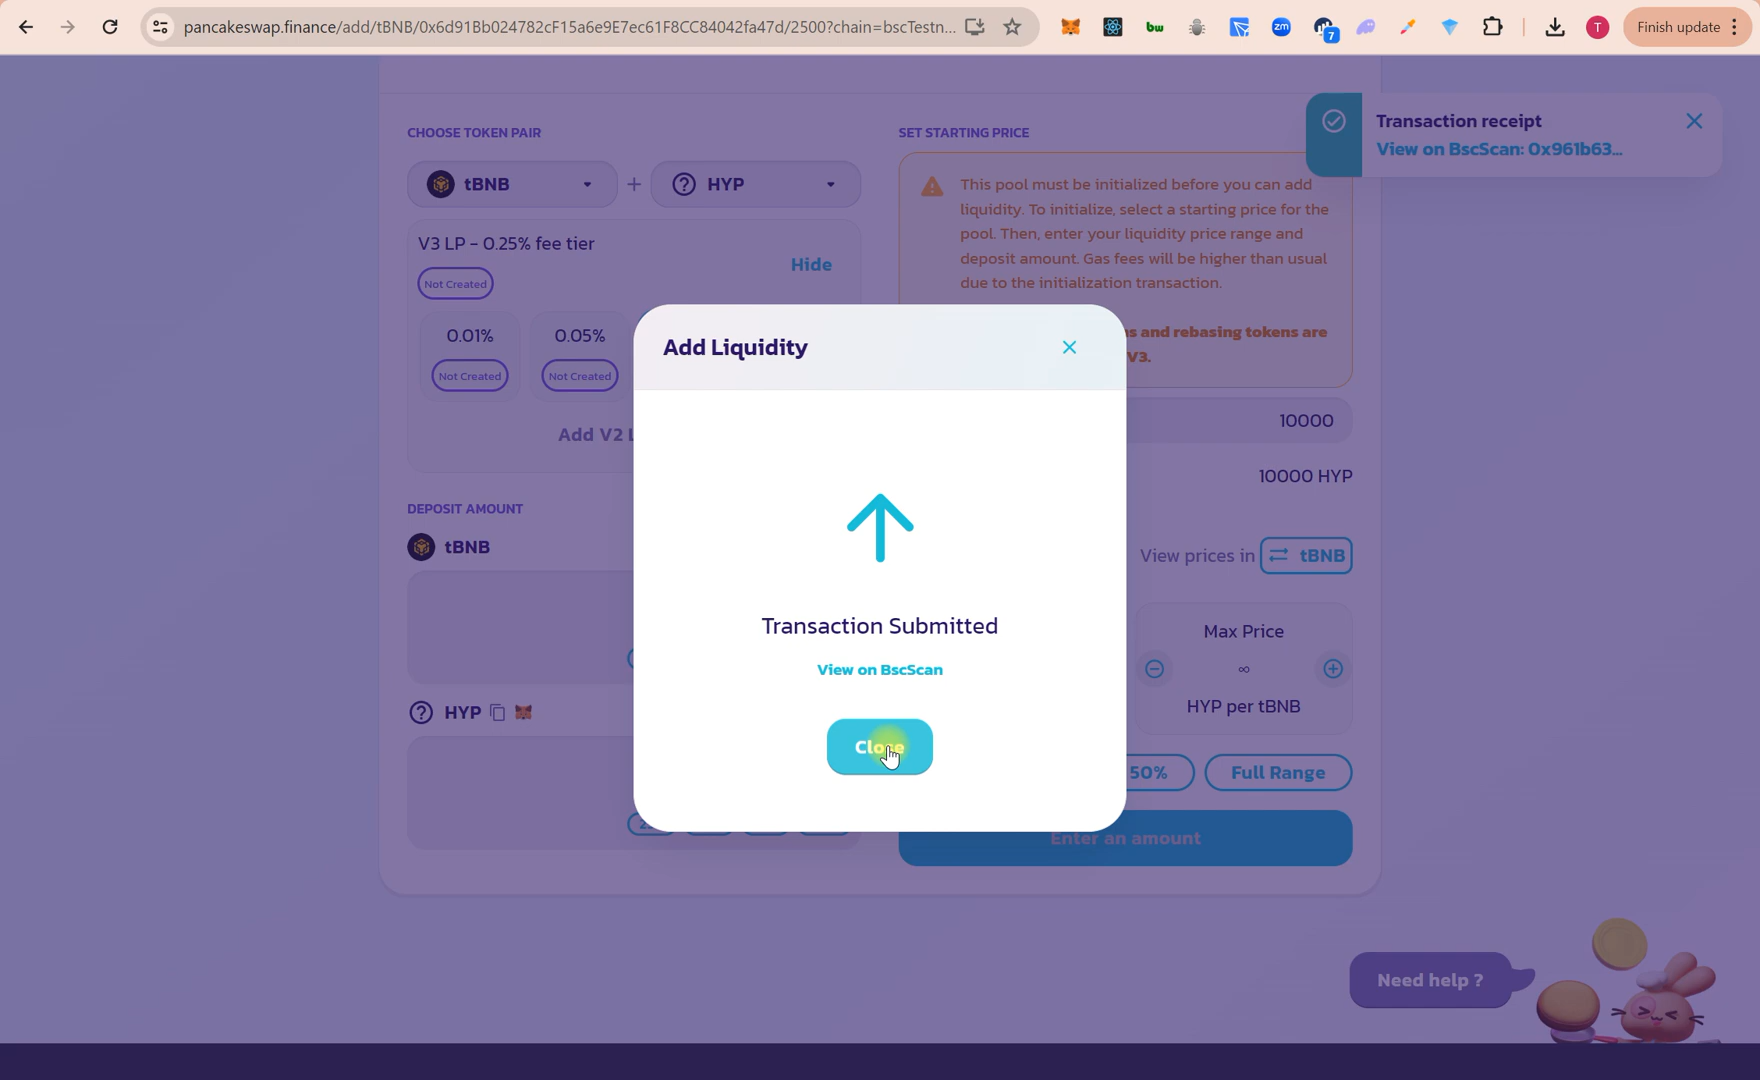 pancakeswap.finance/add/tBNB/0x6d91Bb024782cF15a6e9E7ec61F8CC84042fa47d/2500?chain=bscTestn...
bw
zm
7
T
Finish update
CHOOSE TOKEN PAIR
SET STARTING PRICE
Transaction receipt
View on BscScan: 0x961b63...
tBNB
+
HYP
This pool must be initialized before you can add
liquidity. To initialize, select a starting price for the
pool. Then, enter your liquidity price range and
deposit amount. Gas fees will be higher than usual
due to the initialization transaction.
V3 LP - 0.25% fee tier
Not Created
Hide
0.01%
Not Created
0.05%
Not Created
Add V2 L
s and rebasing tokens are
V3.
10000
10000 HYP
Add Liquidity
Transaction Submitted
View on BscScan
Close
DEPOSIT AMOUNT
tBNB
HYP
View prices in
tBNB
Max Price
∞
HYP per tBNB
50%
Full Range
Enter an amount
Need help ?